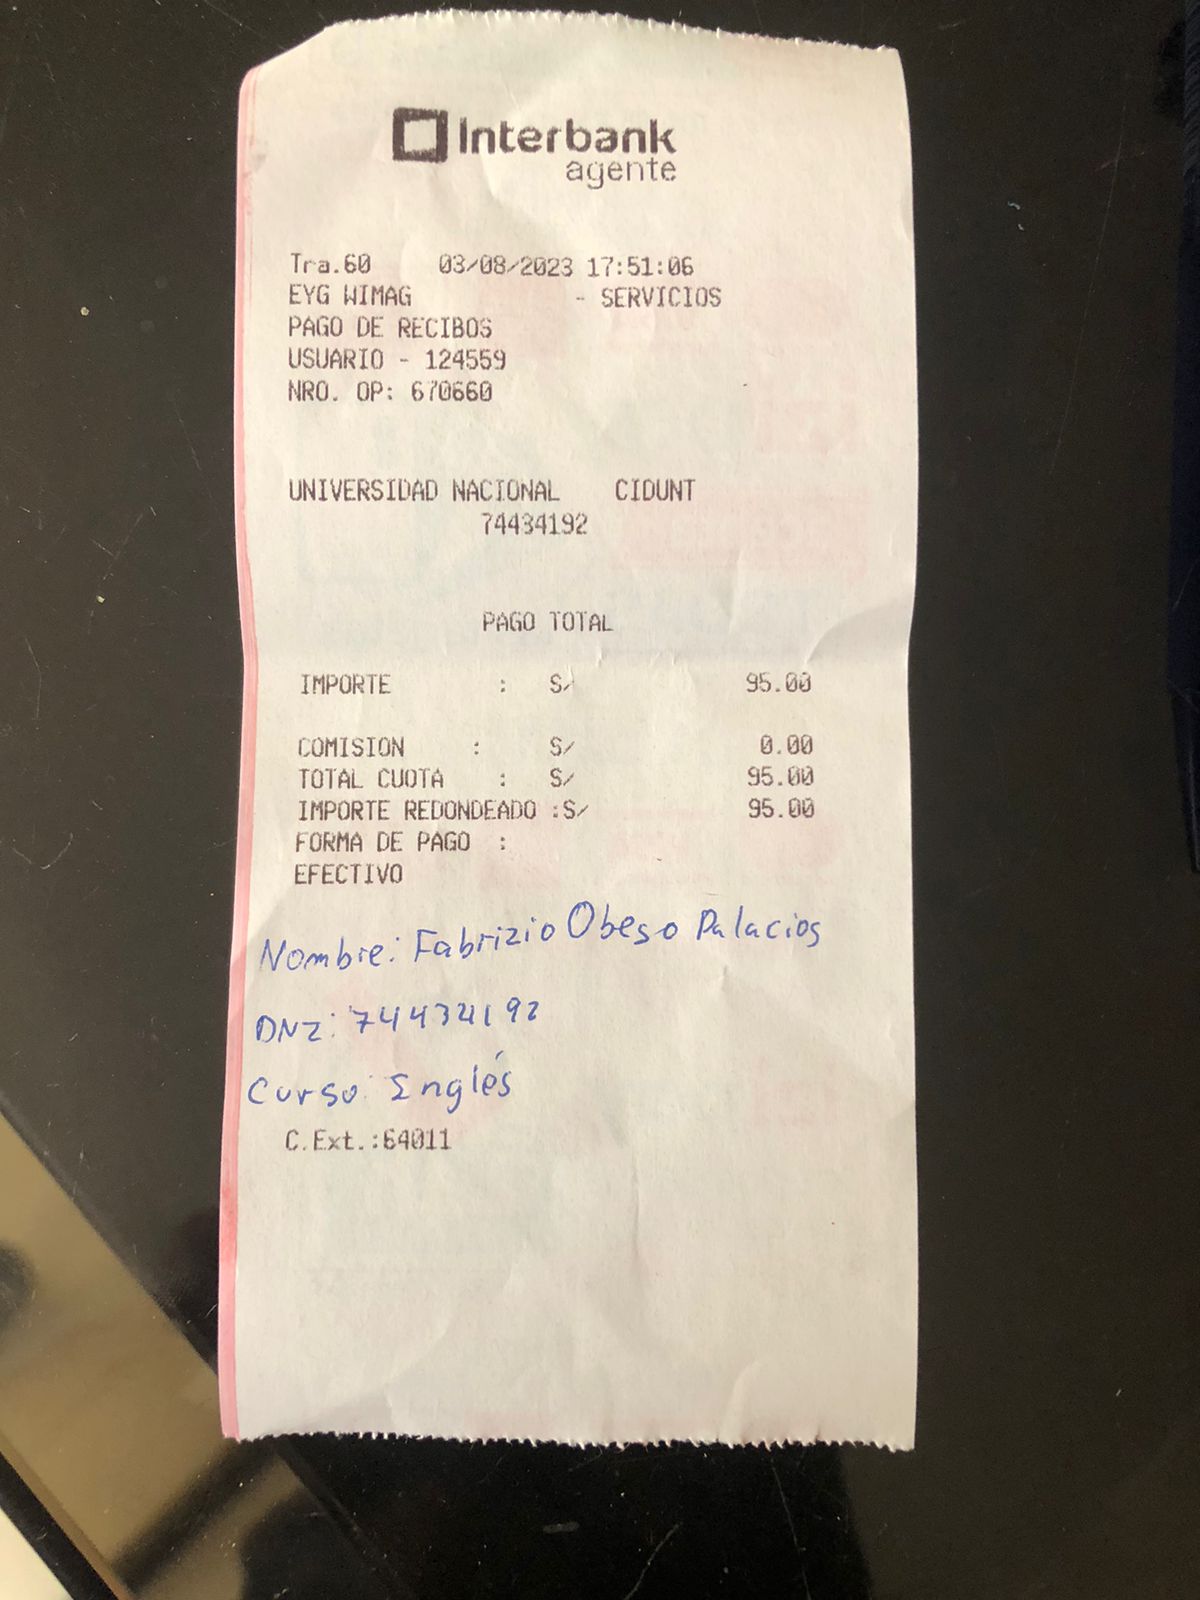 Interbank
agente
Tra.60 03/08/2023 17:51:06
EYG WIMAG - SERVICIOS
PAGO DE RECIBOS
USUARIO - 124559
NRO. OP: 670660
UNIVERSIDAD NACIONAL CIDUNT
74434192
PAGO TOTAL
IMPORTE : S/ 95.00
COMISION : S/ 0.00
TOTAL CUOTA : S/ 95.00
IMPORTE REDONDEADO :S/ 95.00
FORMA DE PAGO :
EFECTIVO
Nombre: Fabrizio Obeso Palacios
DNI: 74434192
Curso: Inglés
C.Ext.:64011